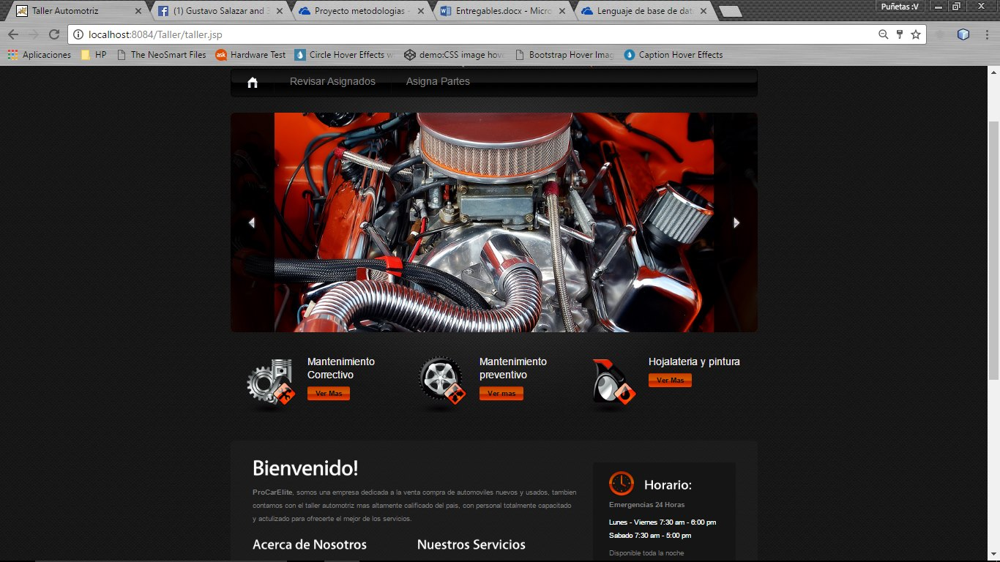 Taller Automotriz
(1) Gustavo Salazar and 3
Proyecto metodologias -
Entregables.docx - Micro
Lenguaje de base de dat
Puñetas :V
localhost:8084/Taller/taller.jsp
Aplicaciones
HP
The NeoSmart Files
ask
Hardware Test
Circle Hover Effects w
demo:CSS image hov
Bootstrap Hover Imag
Caption Hover Effects
Revisar Asignados
Asigna Partes
Mantenimiento
Correctivo
Ver Mas
Mantenimiento
preventivo
Ver mas
Hojalateria y pintura
Ver Mas
Bienvenido!
ProCarElite, somos una empresa dedicada a la venta compra de automoviles nuevos y usados, tambien
contamos con el taller automotriz mas altamente calificado del pais, con personal totalmente capacitado
y actulizado para ofrecerte el mejor de los servicios.
Acerca de Nosotros
Nuestros Servicios
Horario:
Emergencias 24 Horas
Lunes - Viernes 7:30 am - 6:00 pm
Sabado 7:30 am - 5:00 pm
Disponible toda la noche